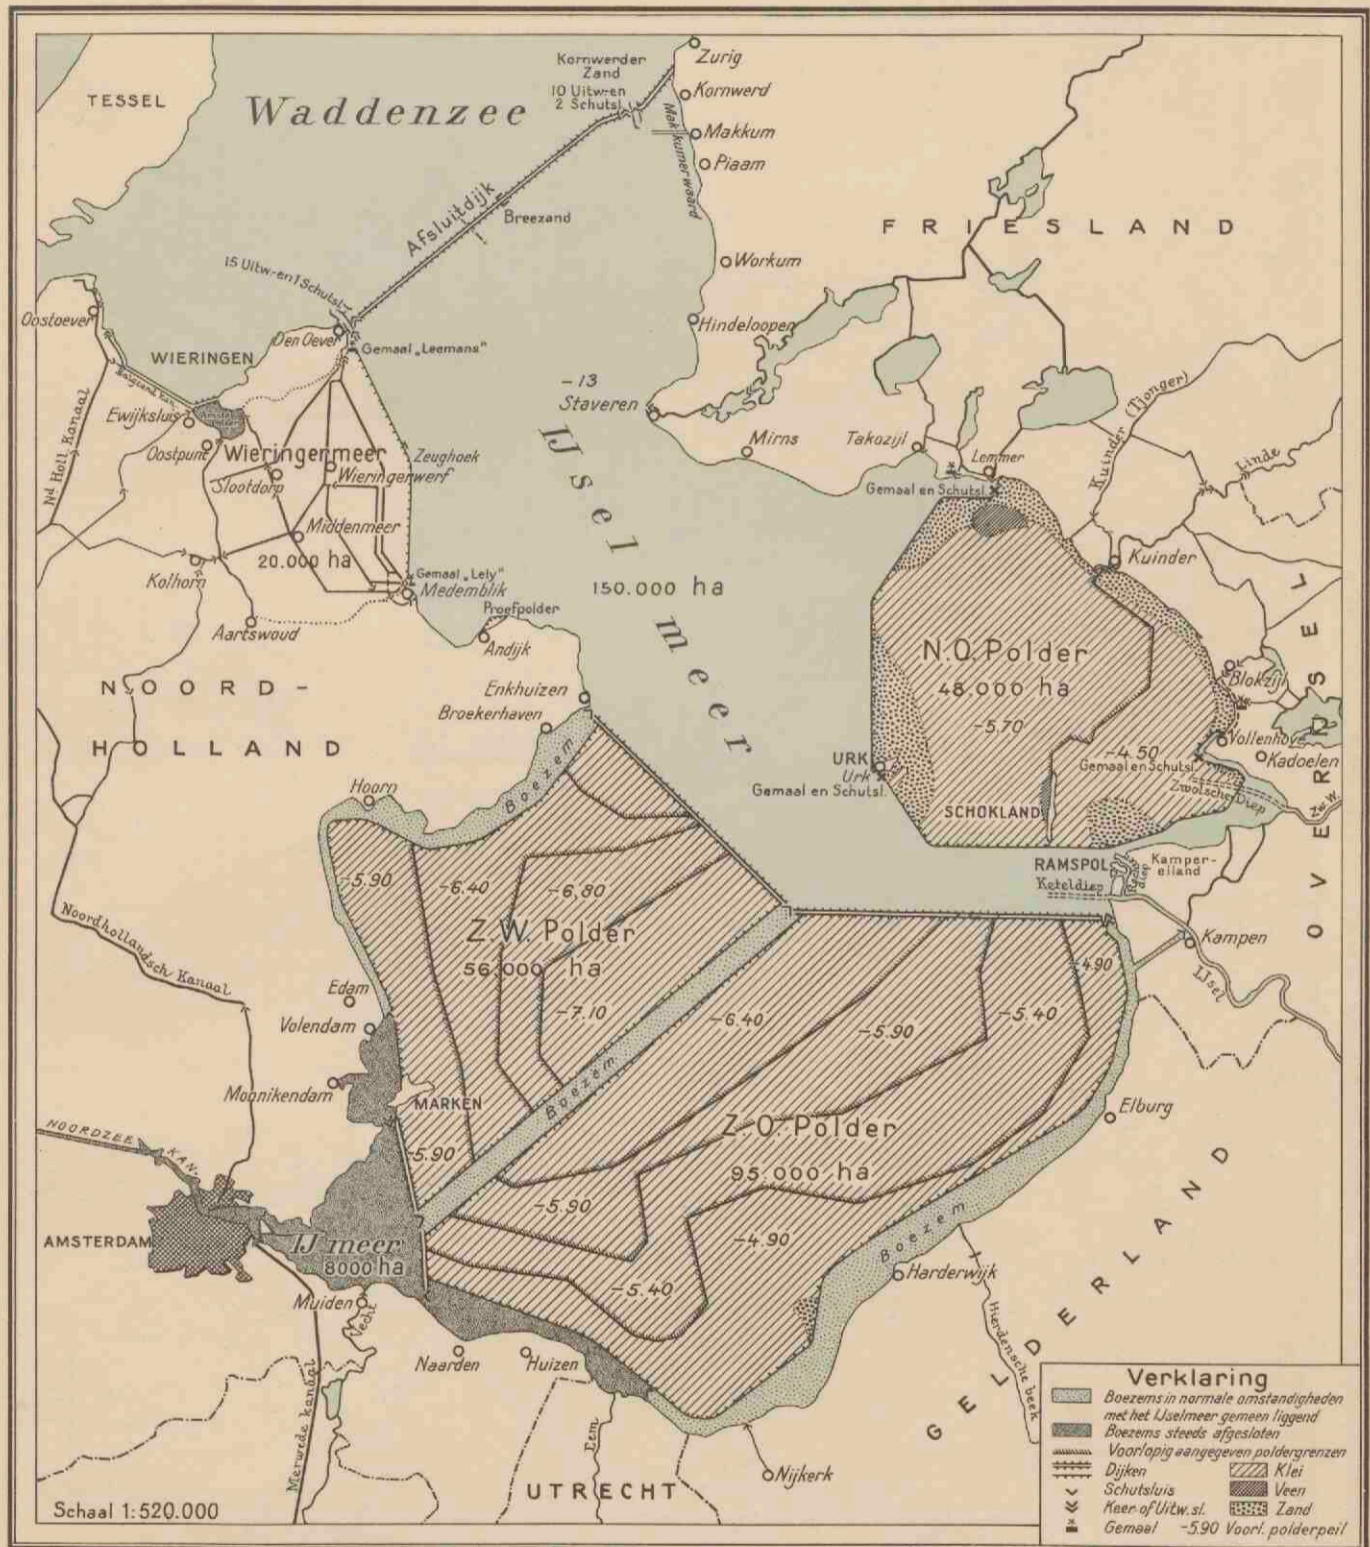 TESSEL
Waddenzee
Kornwerder
Zand
10 Uitw-en
2 Schutsl.
Zurig
Kornwerd
Makkum
Makkumerwaard
Piaam
Afsluitdijk
Breezand
FRIESLAND
Workum
Hindeloopen
15 Uitw-en 1 Schutsl.
Oostoever
Den Oever
Gemaal „Leemans"
WIERINGEN
Balgzand Kan.
Ewijksluis
Oostpunt
Nd Holl. Kanaal
Wieringermeer
Slootdorp
Wieringerwerf
Zeughoek
Middenmeer
20.000 ha
Kolhorn
Gemaal „Lely"
Medemblik
Aartswoud
Proefpolder
Andijk
-13
Staveren
Mirns
Takozijl
Lemmer
Gemaal en Schutsl.
Kuinder (Tjonger)
Linde
Kuinder
IJselmeer
150.000 ha
N.O. Polder
48.000 ha
-5.70
-4.50
Gemaal en Schutsl.
Blokzijl
Vollenhove
Kadoelen
Zwolsche Diep
Zw.W.
URK
Urk
Gemaal en Schutsl.
SCHOKLAND
RAMSPOL
Kamper-
eiland
Keteldiep
Kampen
IJsel
OVERIJSEL
NOORD-
HOLLAND
Enkhuizen
Broekerhaven
Boezem
Hoorn
-5.90
-6.40
-6.80
Z.W. Polder
56.000 ha
-7.10
Noordhollandsch Kanaal
Edam
Volendam
Moonikendam
MARKEN
-5.90
Boezem
-6.40
-5.90
-5.40
-4.90
Z.O. Polder
95.000 ha
-5.90
-4.90
-5.40
Elburg
Boezem
Harderwijk
Hierdensche beek
GELDERLAND
NOORDZEE KAN.
AMSTERDAM
IJ meer
8000 ha
Muiden
Vecht
Naarden
Huizen
Merwede kanaal
Eem
UTRECHT
Nijkerk
Schaal 1:520.000
Verklaring
Boezems in normale omstandigheden
met het IJselmeer gemeen liggend
Boezems steeds afgesloten
Voorlopig aangegeven poldergrenzen
Dijken
Klei
Schutsluis
Veen
Keer of Uitw. sl.
Zand
Gemaal
-5.90 Voorl. polderpeil